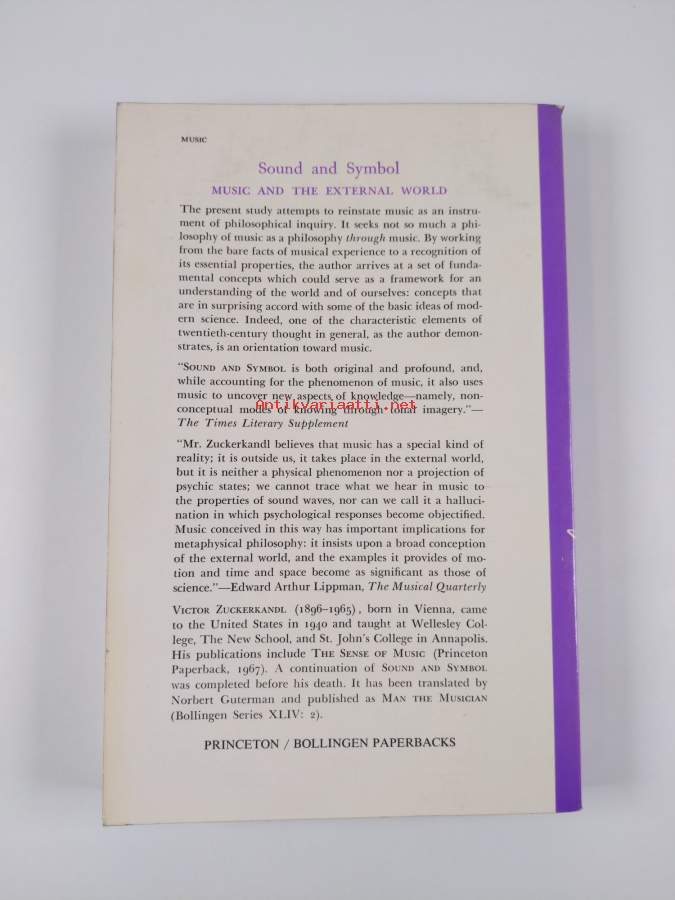 MUSIC
Sound and Symbol
MUSIC AND THE EXTERNAL WORLD
The present study attempts to reinstate music as an instru-
ment of philosophical inquiry. It seeks not so much a phi-
losophy of music as a philosophy through music. By working
from the bare facts of musical experience to a recognition of
its essential properties, the author arrives at a set of funda-
mental concepts which could serve as a framework for an
understanding of the world and of ourselves: concepts that
are in surprising accord with some of the basic ideas of mod-
ern science. Indeed, one of the characteristic elements of
twentieth-century thought in general, as the author demon-
strates, is an orientation toward music.
"SOUND AND SYMBOL is both original and profound, and,
while accounting for the phenomenon of music, it also uses
music to uncover new aspects of knowledge—namely, non-
Antikvariaatti.net
conceptual modes of knowing through tonal imagery."—
The Times Literary Supplement
"Mr. Zuckerkandl believes that music has a special kind of
reality; it is outside us, it takes place in the external world,
but it is neither a physical phenomenon nor a projection of
psychic states; we cannot trace what we hear in music to
the properties of sound waves, nor can we call it a halluci-
nation in which psychological responses become objectified.
Music conceived in this way has important implications for
metaphysical philosophy: it insists upon a broad conception
of the external world, and the examples it provides of mo-
tion and time and space become as significant as those of
science."—Edward Arthur Lippman, The Musical Quarterly
VICTOR ZUCKERKANDL (1896–1965), born in Vienna, came
to the United States in 1940 and taught at Wellesley Col-
lege, The New School, and St. John's College in Annapolis.
His publications include THE SENSE OF MUSIC (Princeton
Paperback, 1967). A continuation of SOUND AND SYMBOL
was completed before his death. It has been translated by
Norbert Guterman and published as MAN THE MUSICIAN
(Bollingen Series XLIV: 2).
PRINCETON / BOLLINGEN PAPERBACKS